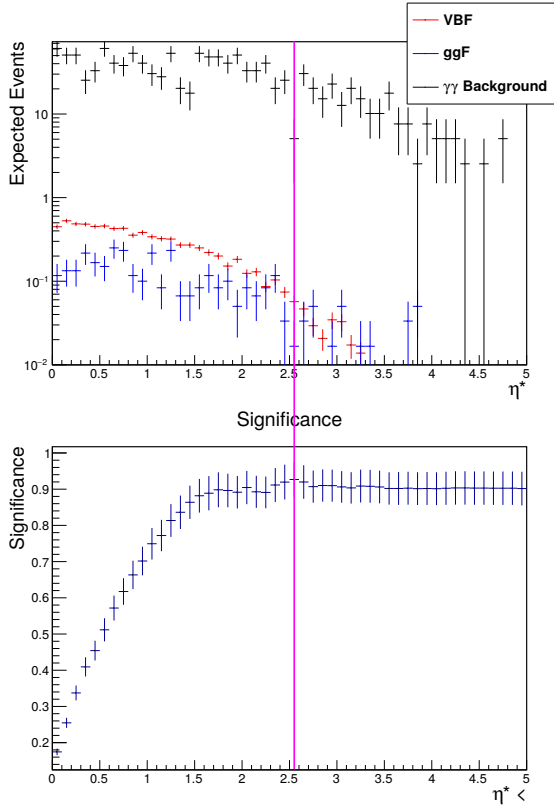 VBF
ggF
γγ Background
Expected Events
10
1
10⁻¹
10⁻²
0 0.5 1 1.5 2 2.5 3 3.5 4 4.5 5
η*
Significance
Significance
1
0.9
0.8
0.7
0.6
0.5
0.4
0.3
0.2
0 0.5 1 1.5 2 2.5 3 3.5 4 4.5 5
η* <